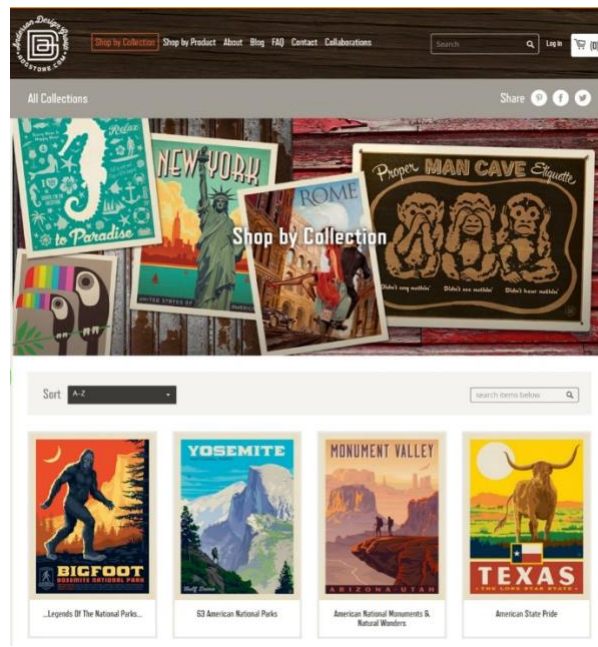 Anderson Design Group
ADGSTORE.COM
Shop by Collection Shop by Product About Blog FAQ Contact Collaborations
Search
Log In
(0)
All Collections
Share
Relax
to Paradise
NEW YORK
UNITED STATES OF
ROME
Proper MAN CAVE Etiquette
Didn't say nothin' Didn't see nothin' Didn't hear nothin'
Shop by Collection
Sort A-Z
search items below
BIGFOOT
YOSEMITE NATIONAL PARK
YOSEMITE
Half Dome
MONUMENT VALLEY
ARIZONA-UTAH
TEXAS
THE LONE STAR STATE
...Legends Of The National Parks...
63 American National Parks
American National Monuments &
Natural Wonders
American State Pride